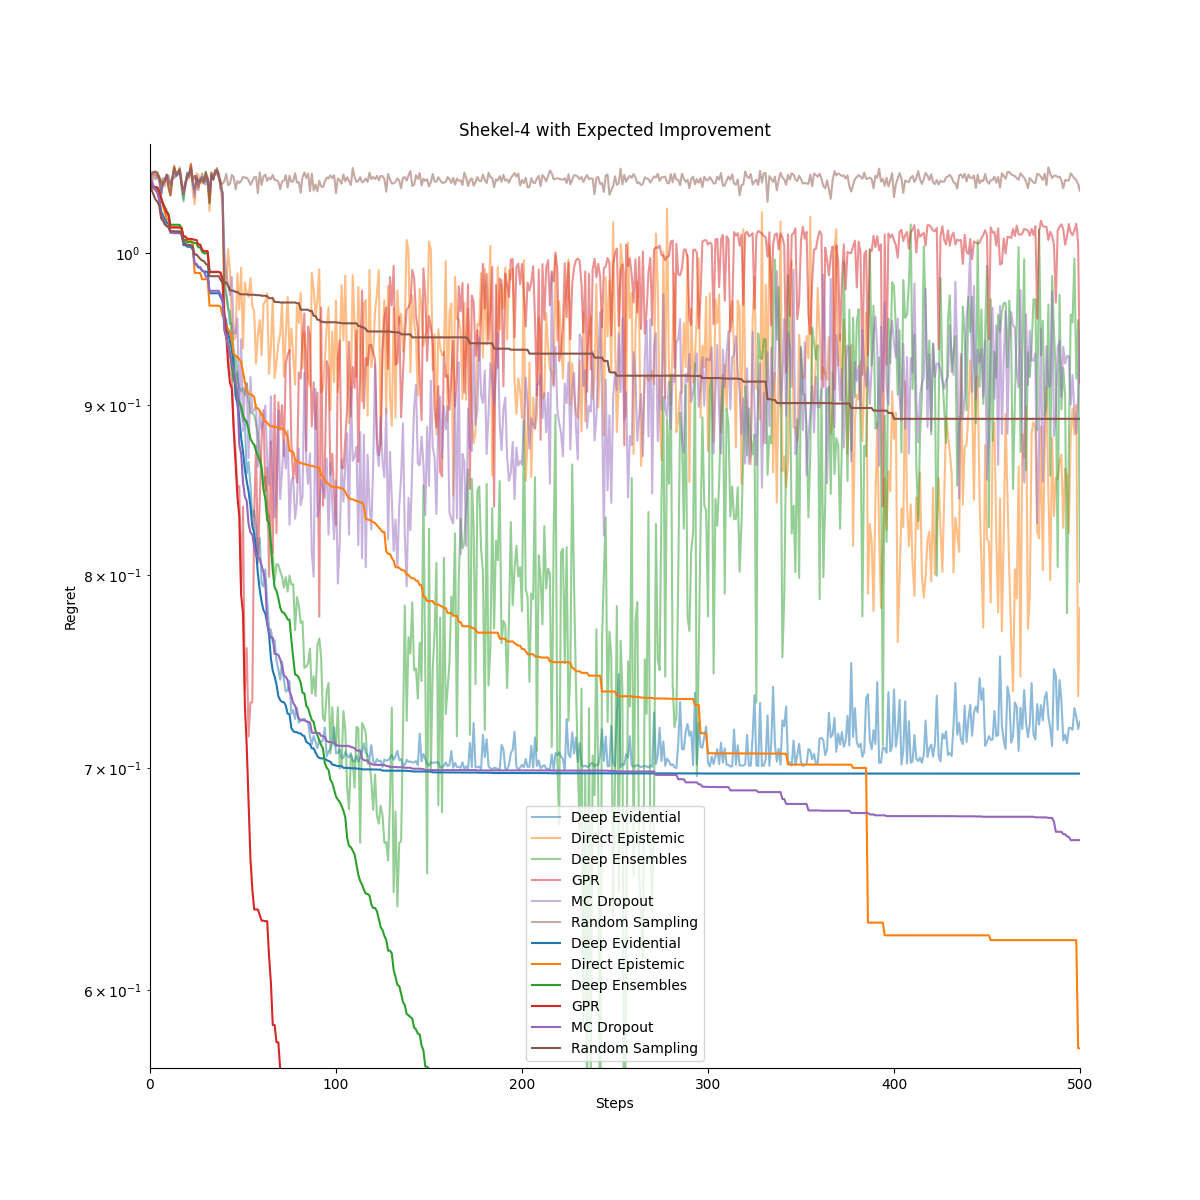 Shekel-4 with Expected Improvement
10⁰
9 × 10⁻¹
8 × 10⁻¹
7 × 10⁻¹
6 × 10⁻¹
Regret
Deep Evidential
Direct Epistemic
Deep Ensembles
GPR
MC Dropout
Random Sampling
Deep Evidential
Direct Epistemic
Deep Ensembles
GPR
MC Dropout
Random Sampling
0 100 200 300 400 500
Steps